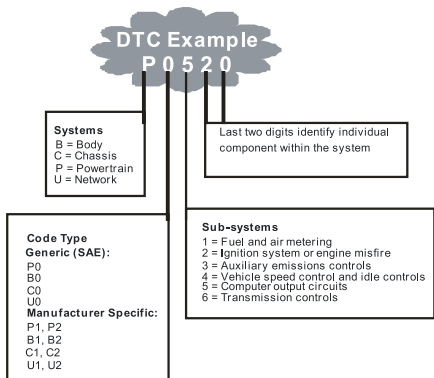 DTC Example
P 0 5 2 0
Systems
B = Body
C = Chassis
P = Powertrain
U = Network
Last two digits identify individual
component within the system
Code Type
Generic (SAE):
P0
B0
C0
U0
Manufacturer Specific:
P1, P2
B1, B2
C1, C2
U1, U2
Sub-systems
1 = Fuel and air metering
2 = Ignition system or engine misfire
3 = Auxiliary emissions controls
4 = Vehicle speed control and idle controls
5 = Computer output circuits
6 = Transmission controls